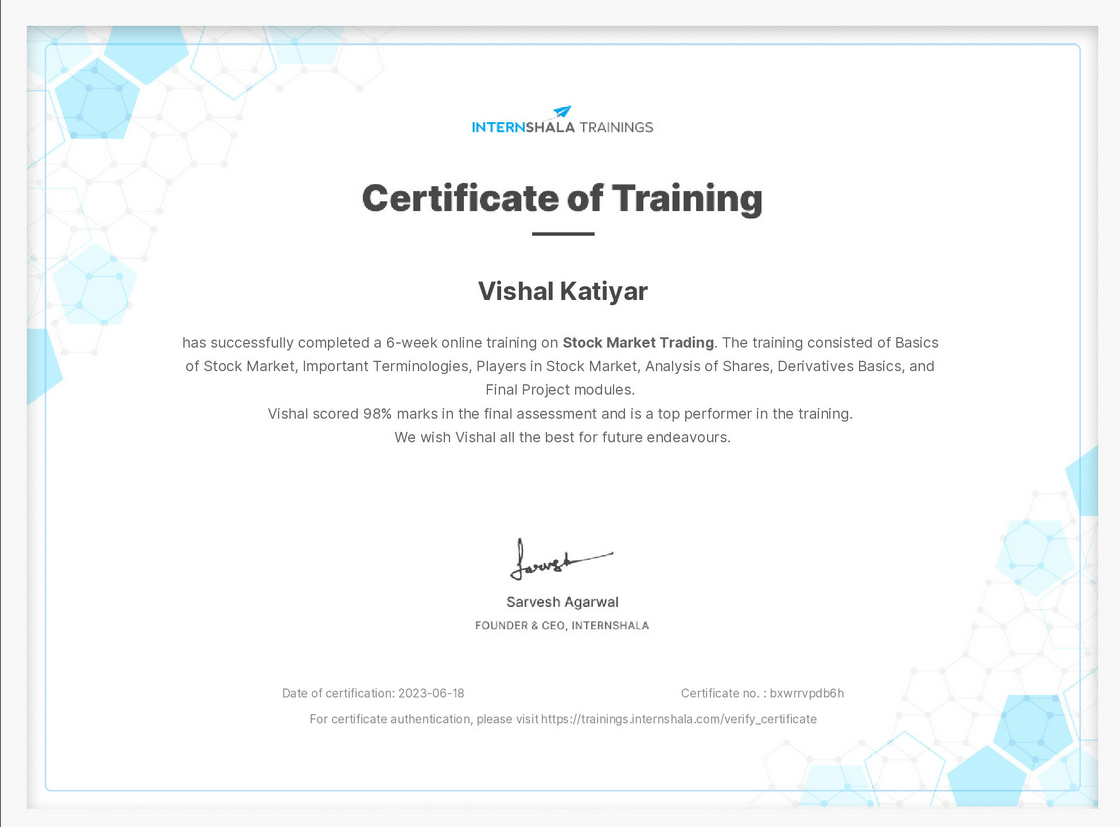 INTERNSHALA TRAININGS
Certificate of Training
Vishal Katiyar
has successfully completed a 6-week online training on Stock Market Trading. The training consisted of Basics
of Stock Market, Important Terminologies, Players in Stock Market, Analysis of Shares, Derivatives Basics, and
Final Project modules.
Vishal scored 98% marks in the final assessment and is a top performer in the training.
We wish Vishal all the best for future endeavours.
Sarvesh
Sarvesh Agarwal
FOUNDER & CEO, INTERNSHALA
Date of certification: 2023-06-18 Certificate no. : bxwrrvpdb6h
For certificate authentication, please visit https://trainings.internshala.com/verify_certificate